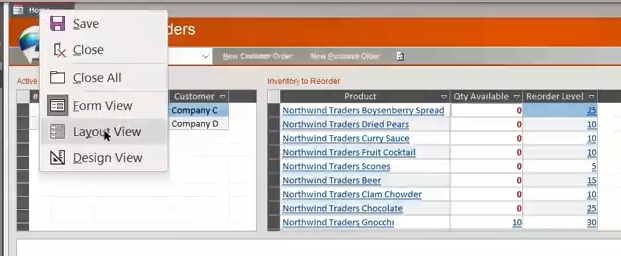 Home
Save
Close
Close All
Form View
Layout View
Design View
ders
New Customer Order
New Purchase Order
Active
#
Customer
Company C
Company D
Inventory to Reorder
Product Qty Available Reorder Level
Northwind Traders Boysenberry Spread 0 25
Northwind Traders Dried Pears 0 10
Northwind Traders Curry Sauce 0 10
Northwind Traders Fruit Cocktail 0 10
Northwind Traders Scones 0 5
Northwind Traders Beer 0 15
Northwind Traders Clam Chowder 0 10
Northwind Traders Chocolate 0 25
Northwind Traders Gnocchi 10 30